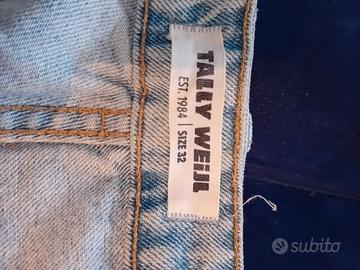 TALLY WEiJL
EST. 1984 | SIZE 32
subito